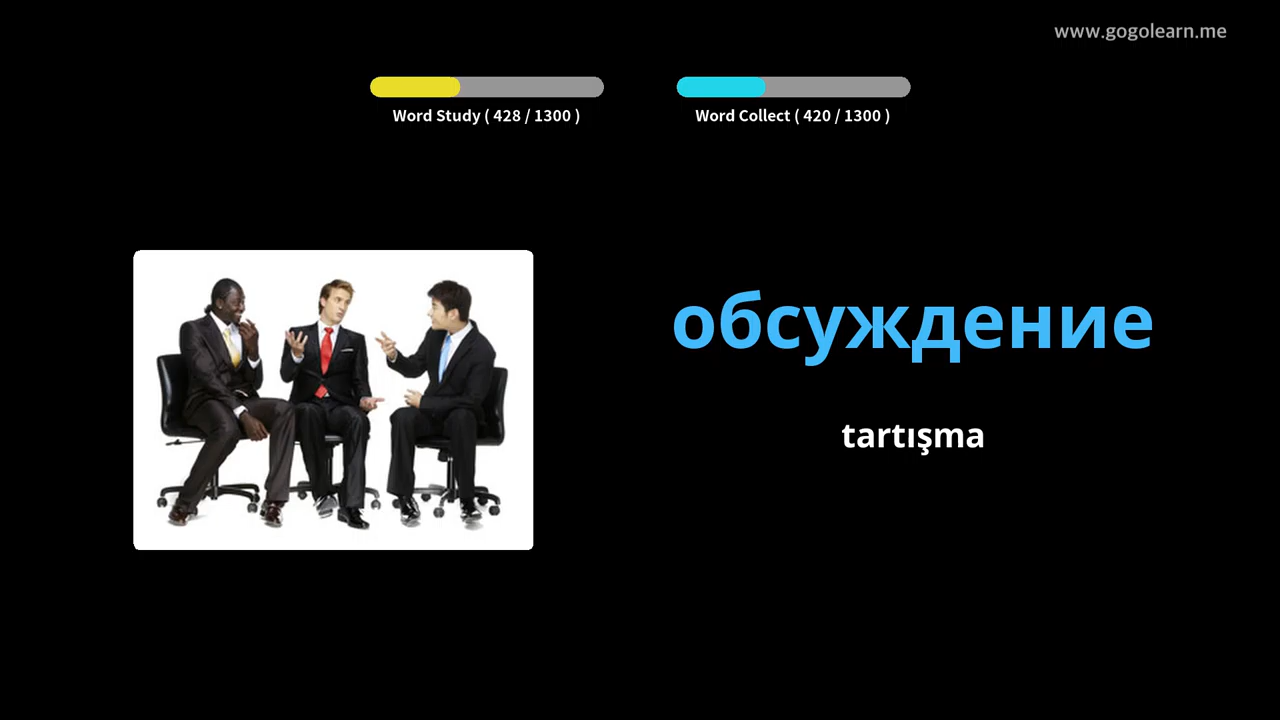 www.gogolearn.me
Word Study ( 428 / 1300 )
Word Collect ( 420 / 1300 )
обсуждение
tartışma